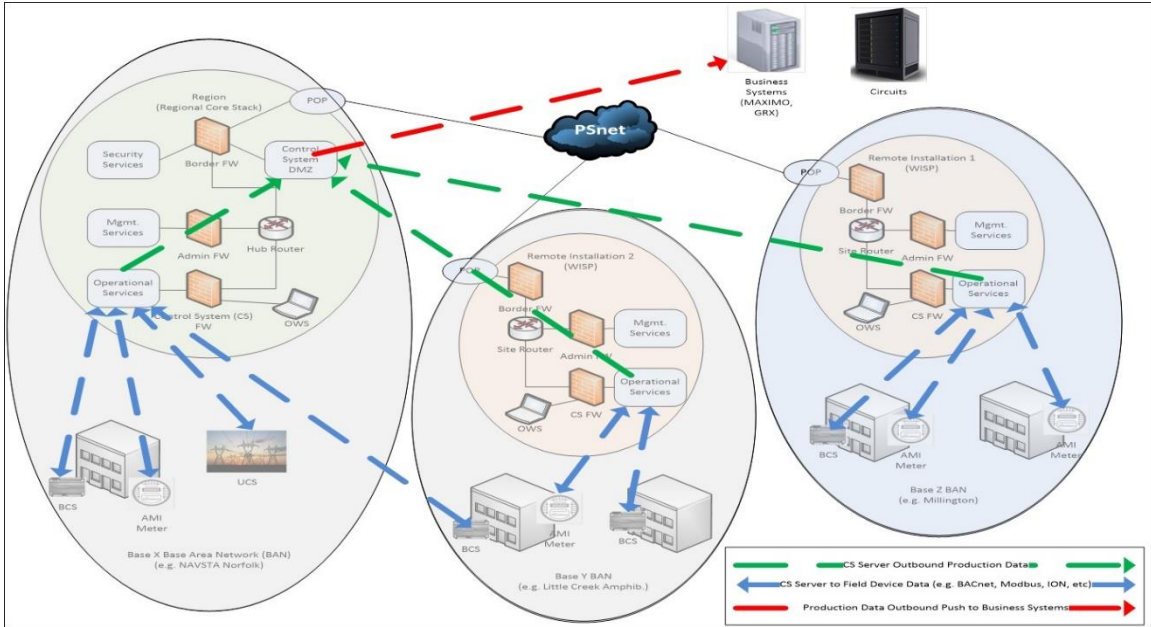 Business
Systems
(MAXIMO,
GRX)
Circuits
PSnet
Region
(Regional Core Stack)
POP
Security
Services
Border FW
Control
System
DMZ
Mgmt.
Services
Admin FW
Hub Router
Operational
Services
Control System (CS)
FW
OWS
BCS
AMI
Meter
UCS
Base X Base Area Network (BAN)
(e.g. NAVSTA Norfolk)
POP
Remote Installation 2
(WISP)
Border FW
Site Router
Admin FW
Mgmt.
Services
Operational
Services
CS FW
OWS
BCS
AMI
Meter
BCS
Base Y BAN
(e.g. Little Creek Amphib.)
POP
Remote Installation 1
(WISP)
Border FW
Site Router
Admin FW
Mgmt.
Services
Operational
Services
CS FW
OWS
BCS
AMI
Meter
AMI
Meter
Base Z BAN
(e.g. Millington)
CS Server Outbound Production Data
CS Server to Field Device Data (e.g. BACnet, Modbus, ION, etc)
Production Data Outbound Push to Business Systems